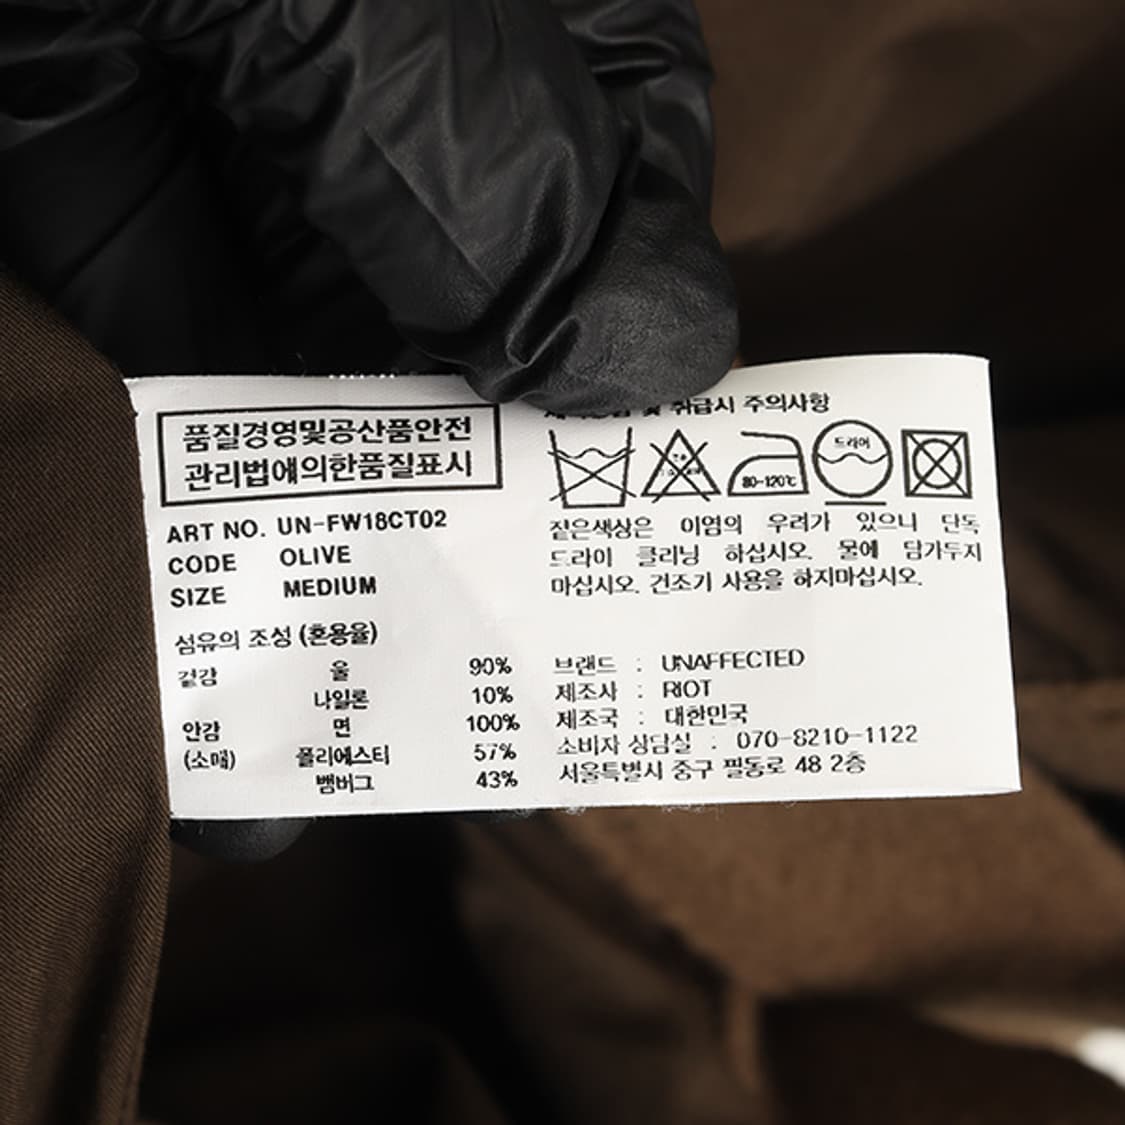 품질경영및공산품안전
관리법에의한품질표시
ART NO. UN-FW18CT02
CODE OLIVE
SIZE MEDIUM
섬유의 조성 (혼용율)
겉감 울 90%
나일론 10%
안감 면 100%
(소매) 폴리에스터 57%
뱀버그 43%
및 취급시 주의사항
80-120℃
드라이
짙은색상은 이염의 우려가 있으니 단독
드라이 클리닝 하십시오. 물에 담가두지
마십시오. 건조기 사용을 하지마십시오.
브랜드 : UNAFFECTED
제조사 : RIOT
제조국 : 대한민국
소비자 상담실 : 070-8210-1122
서울특별시 중구 필동로 48 2층